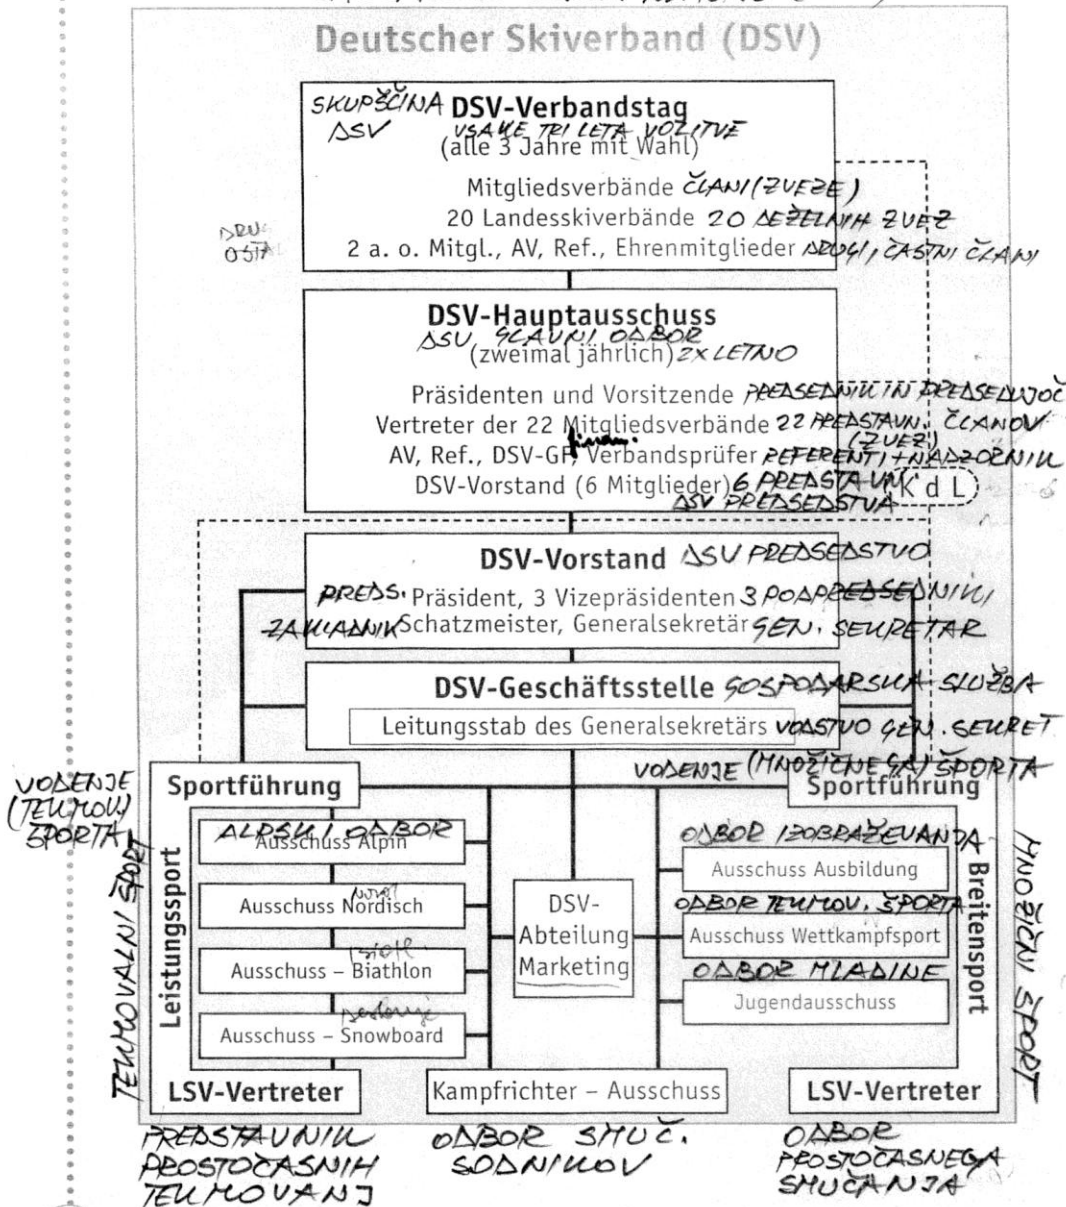 Deutscher Skiverband (DSV)
SKUPŠČINA DSV-Verbandstag
DSV VSAKE TRI LETA VOLITVE
(alle 3 Jahre mit Wahl)
Mitgliedsverbände ČLANI (ZVEZE)
20 Landesskiverbände 20 DEŽELNIH ZVEZ
2 a. o. Mitgl., AV, Ref., Ehrenmitglieder DRUGI, ČASTNI ČLANI
DSV-Hauptausschuss
DSV GLAVNI ODBOR
(zweimal jährlich) 2X LETNO
Präsidenten und Vorsitzende PREDSEDNIK IN PREDSEDUJOČ
Vertreter der 22 Mitgliedsverbände 22 PREDSTAVN. ČLANOV
(ZVEZ)
AV, Ref., DSV-GF, Verbandsprüfer REFERENTI + NADZORNIK
DSV-Vorstand (6 Mitglieder) 6 PREDSTAVN.
DSV PREDSEDSTVA
K d L
DSV-Vorstand DSV PREDSEDSTVO
PREDS. Präsident, 3 Vizepräsidenten 3 PODPREDSEDNIKI
ZAKLADNIK Schatzmeister, Generalsekretär GEN. SEKRETAR
DSV-Geschäftsstelle GOSPODARSKA SLUŽBA
Leitungsstab des Generalsekretärs VODSTVO GEN. SEKRET
VODENJE (MNOŽIČNEGA) ŠPORTA
VODENJE
(TEKMOV.)
ŠPORTA
Sportführung
Sportführung
TEKMOVALNI ŠPORT
Leistungssport
ALPSKI ODBOR
Ausschuss Alpin
Ausschuss Nordisch
Ausschuss – Biathlon
Ausschuss – Snowboard
LSV-Vertreter
DSV-
Abteilung
Marketing
Kampfrichter – Ausschuss
ODBOR IZOBRAŽEVANJA
Ausschuss Ausbildung
ODBOR TEKMOV. ŠPORTA
Ausschuss Wettkampfsport
ODBOR MLADINE
Jugendausschuss
Breitensport
MNOŽIČNI ŠPORT
LSV-Vertreter
PREDSTAVNIK
PROSTOČASNIH
TEKMOVANJ
ODBOR SMUČ.
SODNIKOV
ODBOR
PROSTOČASNEGA
SMUČANJA